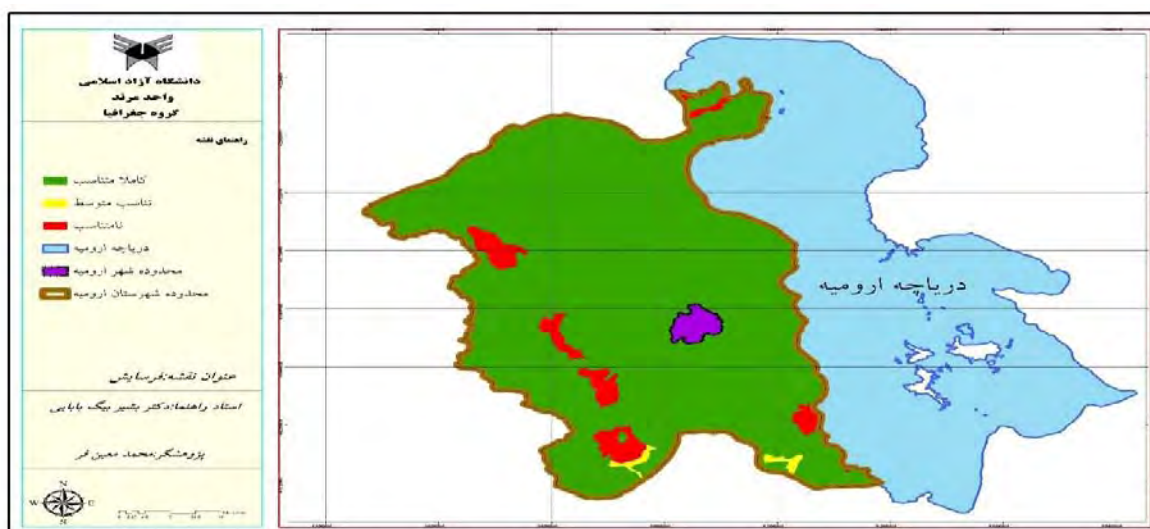 دانشگاه آزاد اسلامی
واحد مرند
گروه جغرافیا
راهنمای نقشه
کاملا متناسب
تناسب متوسط
نامتناسب
دریاچه ارومیه
محدوده شهر ارومیه
محدوده شهرستان ارومیه
عنوان نقشه:فرسایش
استاد راهنما:دکتر بشیر بیک بابایی
پژوهشگر:محمد معین فر
N
W E
S
دریاچه ارومیه